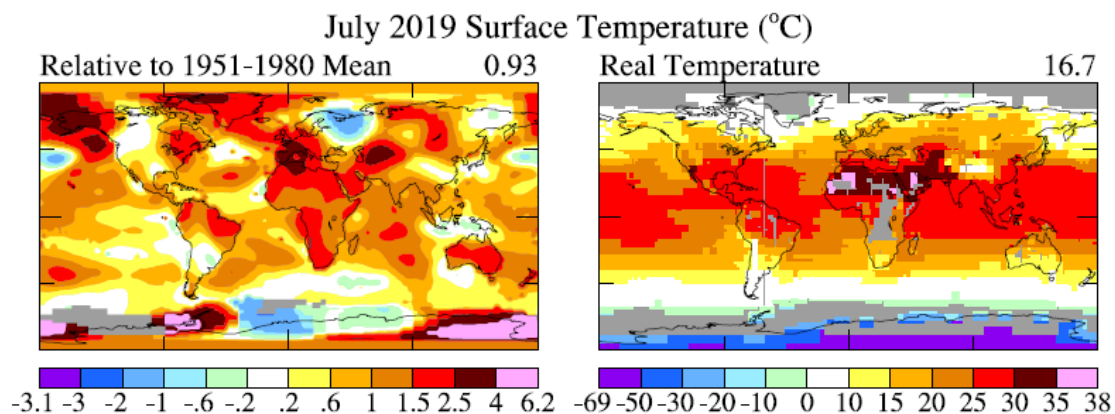 July 2019 Surface Temperature (°C)
Relative to 1951-1980 Mean 0.93
Real Temperature 16.7
-3.1 -3 -2 -1 -.6 -.2 .2 .6 1 1.5 2.5 4 6.2
-69 -50 -30 -20 -10 0 10 15 20 25 30 35 38